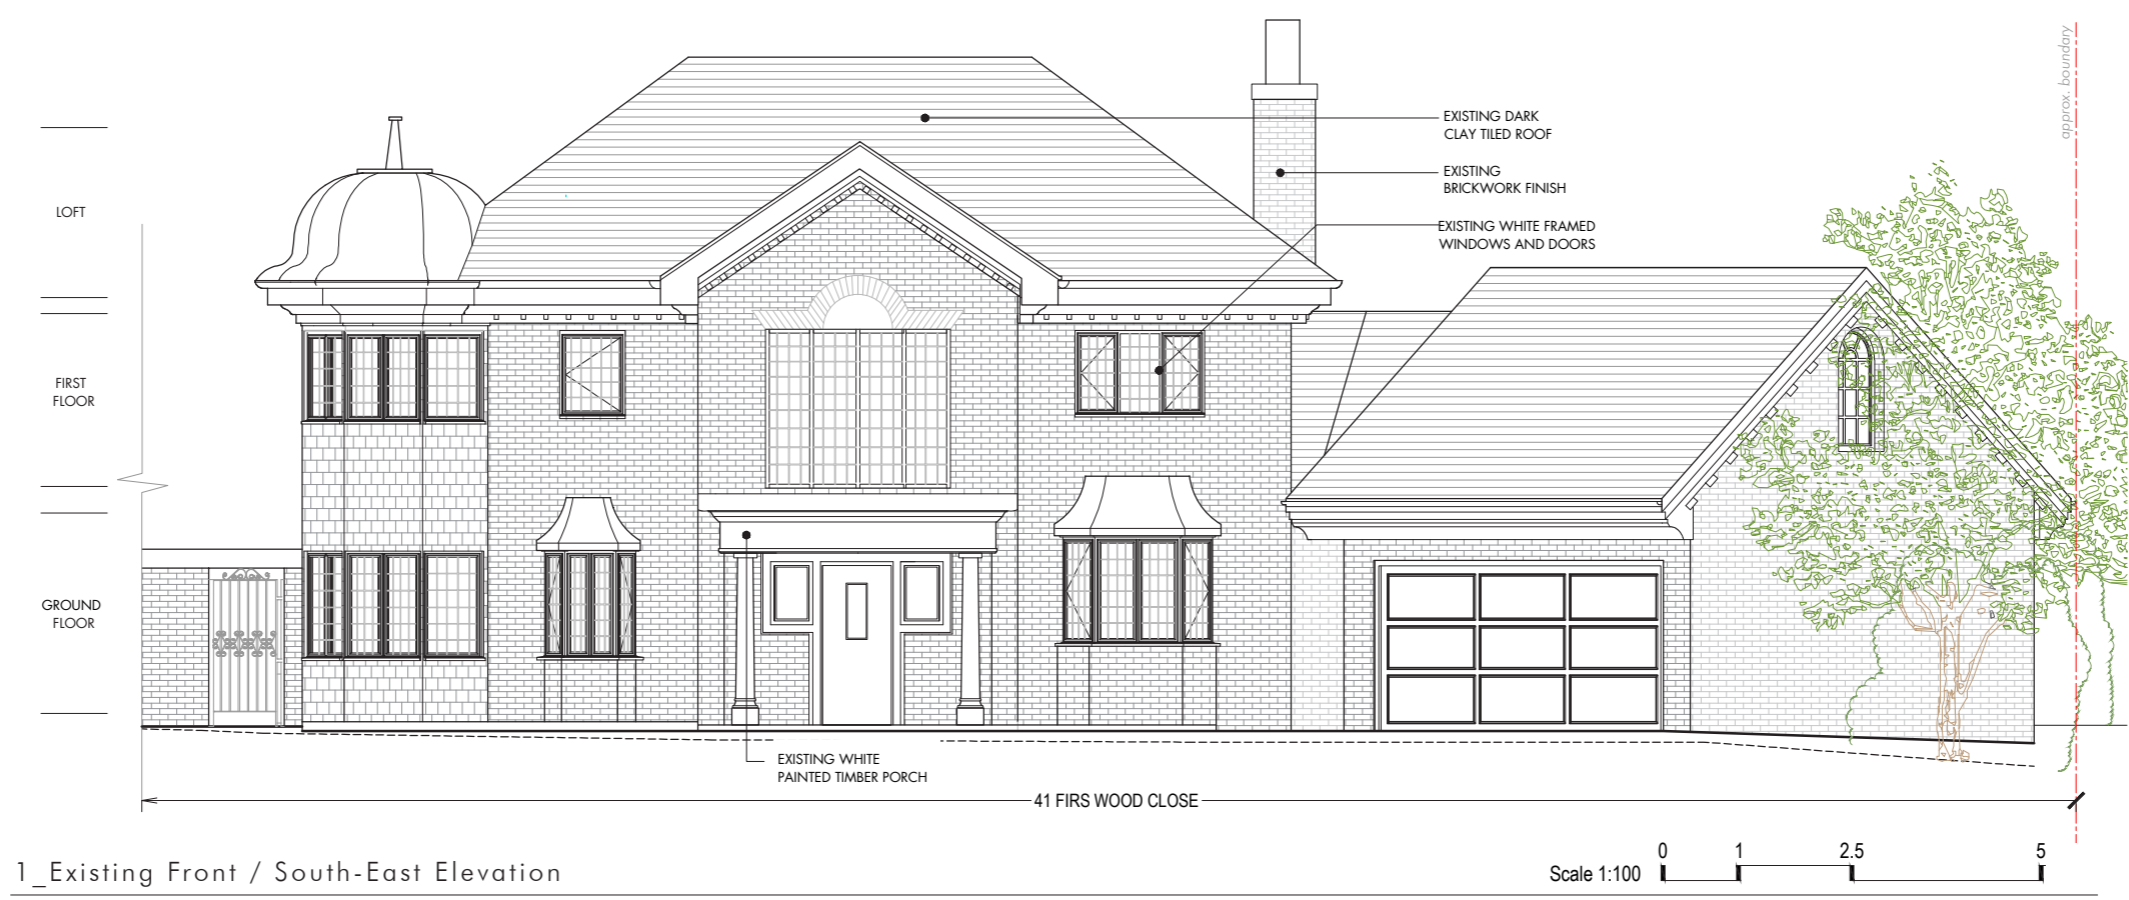 approx. boundary
EXISTING DARK
CLAY TILED ROOF
EXISTING
BRICKWORK FINISH
LOFT
EXISTING WHITE FRAMED
WINDOWS AND DOORS
FIRST
FLOOR
GROUND
FLOOR
EXISTING WHITE
PAINTED TIMBER PORCH
41 FIRS WOOD CLOSE
1_Existing Front / South-East Elevation
Scale 1:100
0 1 2.5 5